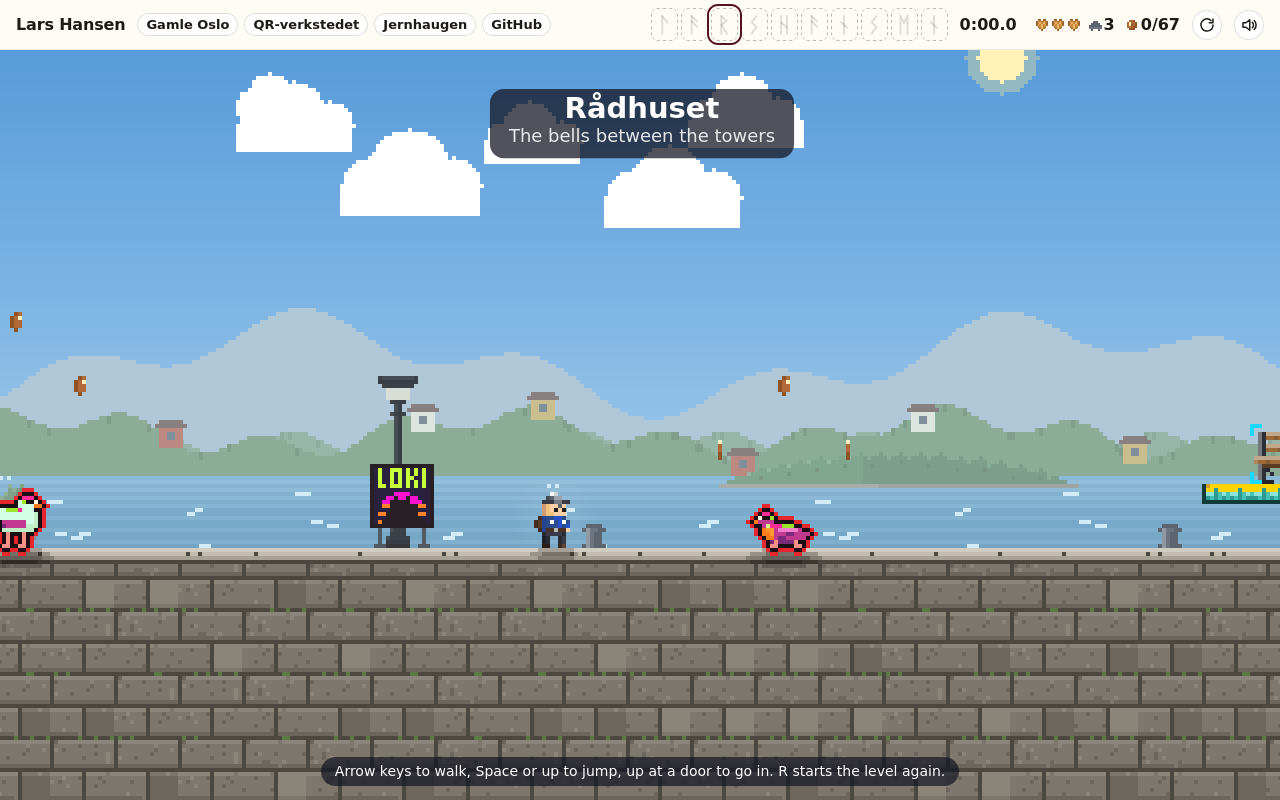 Lars Hansen
Gamle Oslo
QR-verkstedet
Jernhaugen
GitHub
ᛚ ᚨ ᚱ ᛊ ᚺ ᚨ ᚾ ᛊ ᛖ ᚾ
0:00.0
3
0/67
Rådhuset
The bells between the towers
LOKI
Arrow keys to walk, Space or up to jump, up at a door to go in. R starts the level again.